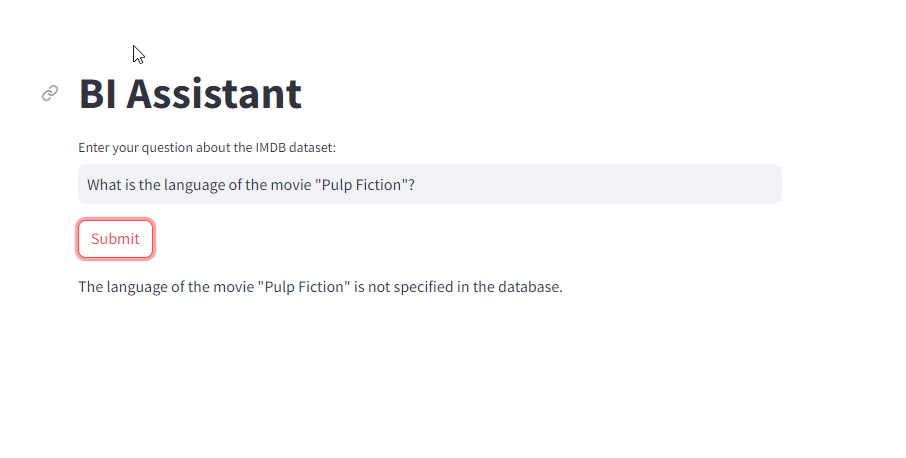 BI Assistant
Enter your question about the IMDB dataset:
What is the language of the movie "Pulp Fiction"?
Submit
The language of the movie "Pulp Fiction" is not specified in the database.